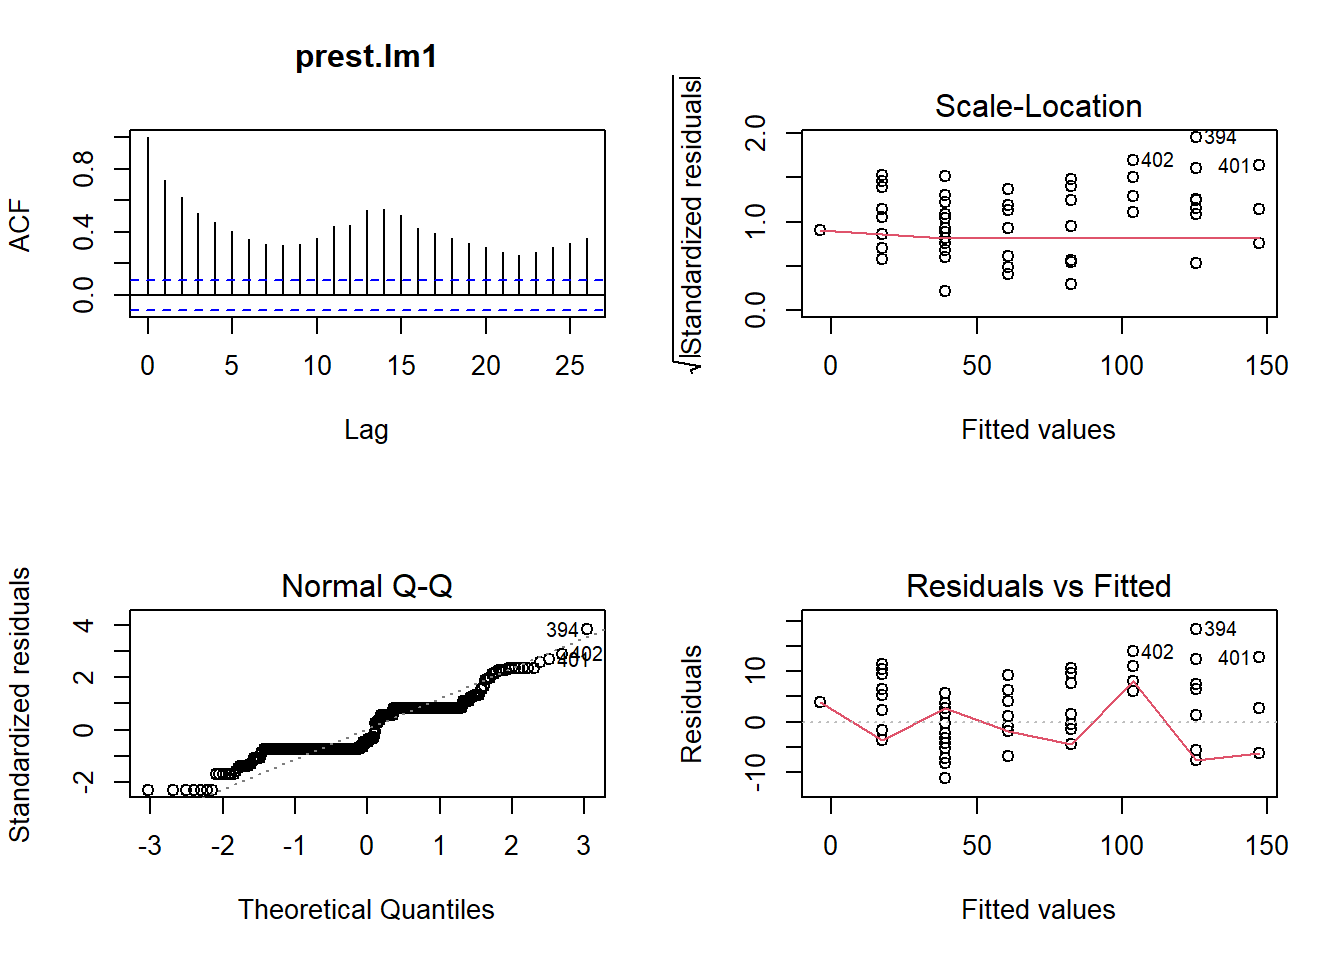 prest.lm1
ACF
0.0 0.4 0.8
0 5 10 15 20 25
Lag
Scale-Location
√|Standardized residuals|
0.0 1.0 2.0
394
402
401
0 50 100 150
Fitted values
Normal Q-Q
Standardized residuals
-2 0 2 4
394
402
401
-3 -2 -1 0 1 2 3
Theoretical Quantiles
Residuals vs Fitted
Residuals
-10 0 10
394
402
401
0 50 100 150
Fitted values